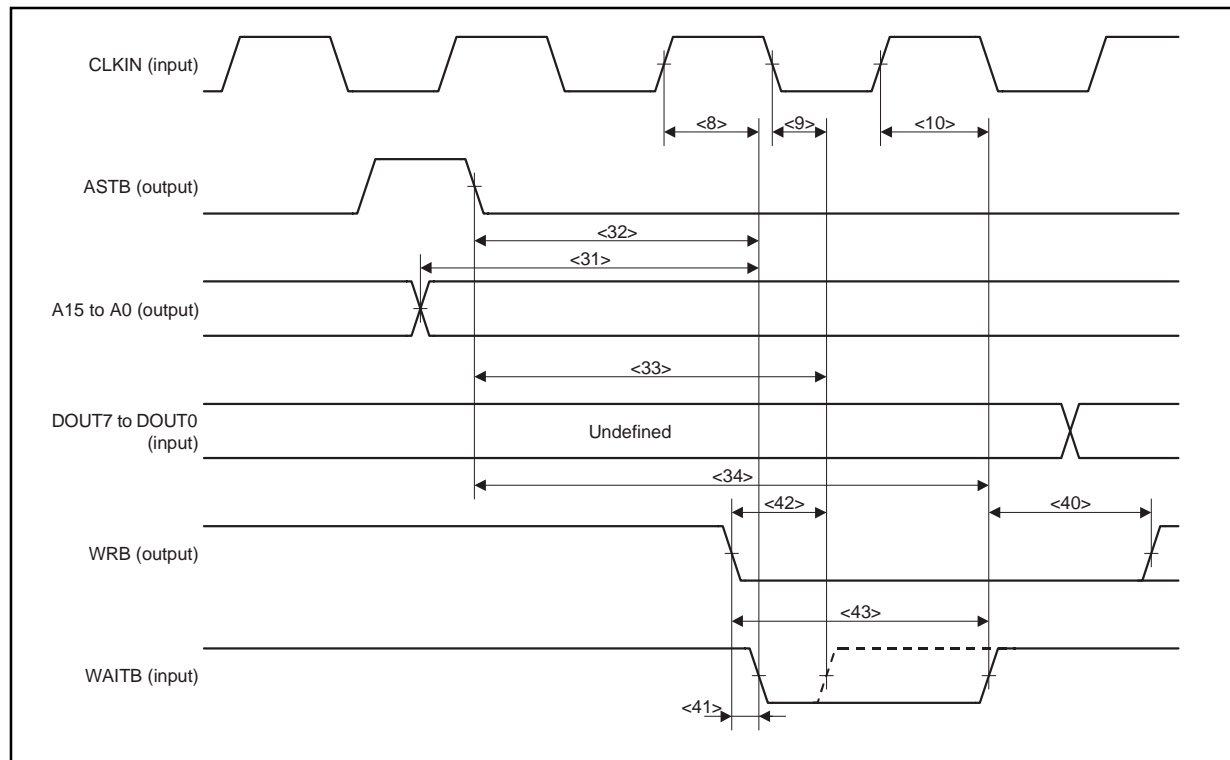 CLKIN (input)
<8>
<9>
<10>
ASTB (output)
<32>
<31>
A15 to A0 (output)
<33>
DOUT7 to DOUT0
(input)
Undefined
<34>
<42>
<40>
WRB (output)
<43>
WAITB (input)
<41>